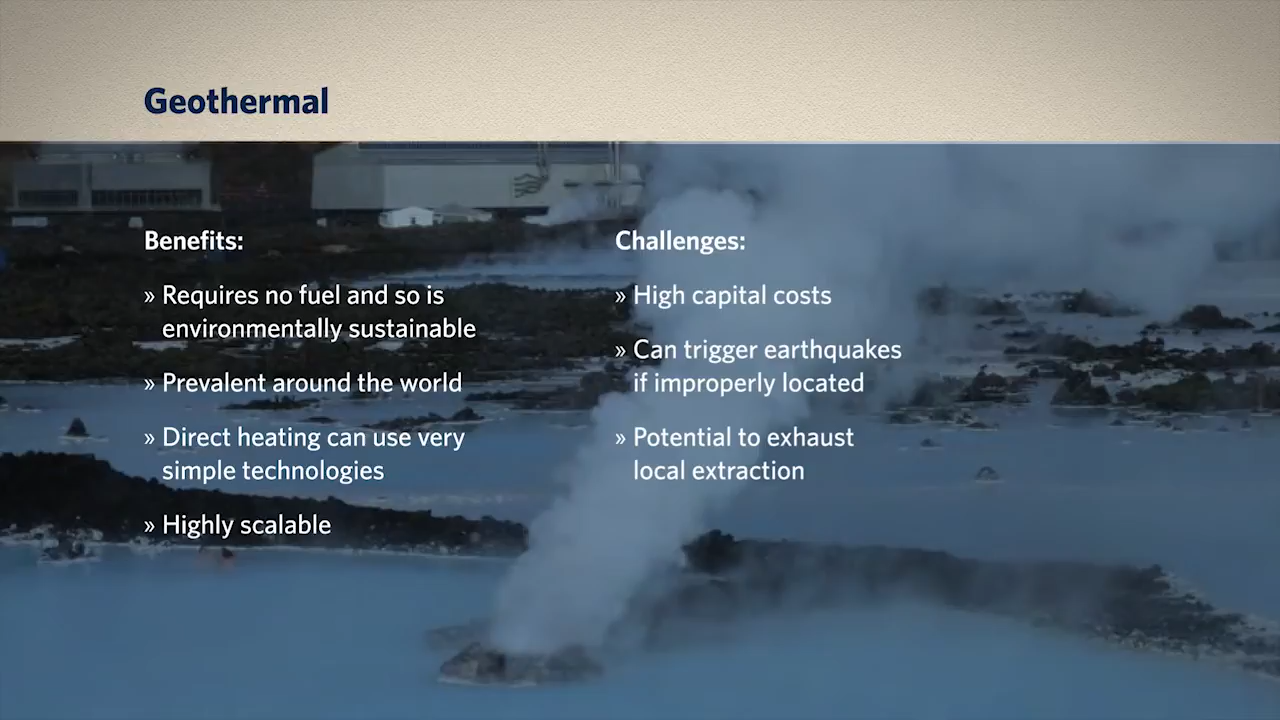 Geothermal
Benefits:
» Requires no fuel and so is
environmentally sustainable
» Prevalent around the world
» Direct heating can use very
simple technologies
» Highly scalable
Challenges:
» High capital costs
» Can trigger earthquakes
if improperly located
» Potential to exhaust
local extraction